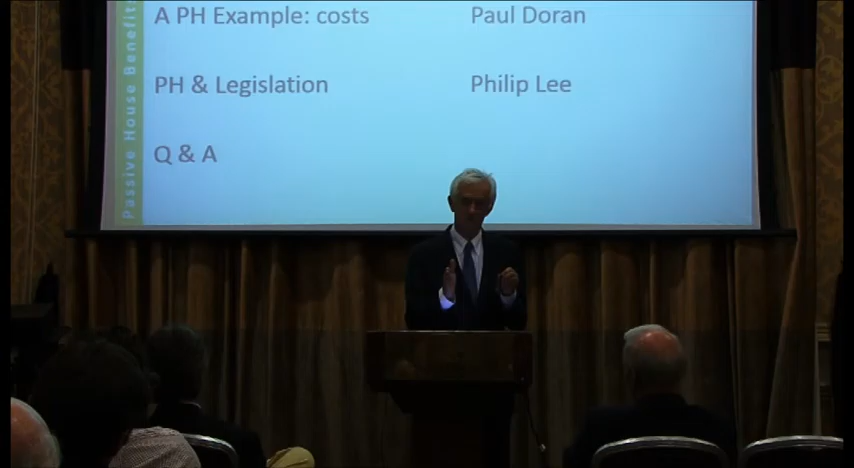 A PH Example: costs Paul Doran
PH & Legislation Philip Lee
Q & A
Passive House Benefits